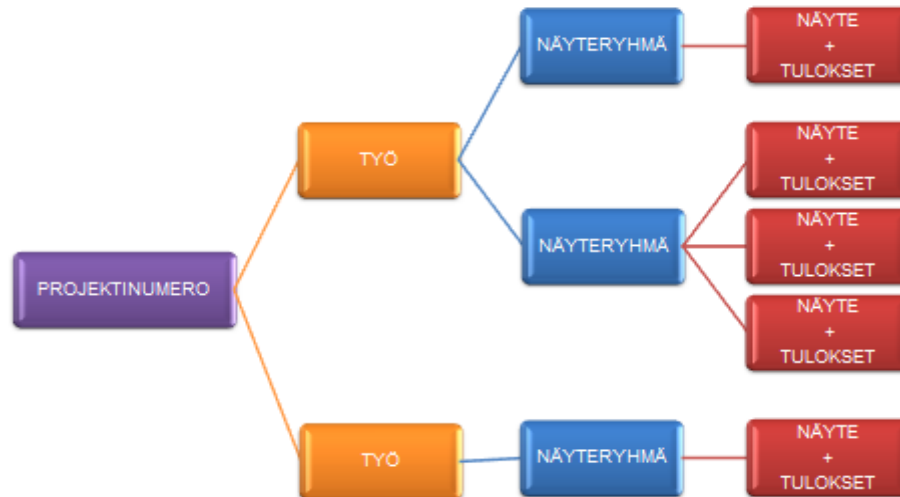 NÄYTERYHMÄ
NÄYTE
+
TULOKSET
TYÖ
NÄYTE
+
TULOKSET
NÄYTERYHMÄ
NÄYTE
+
TULOKSET
PROJEKTINUMERO
NÄYTE
+
TULOKSET
TYÖ
NÄYTERYHMÄ
NÄYTE
+
TULOKSET